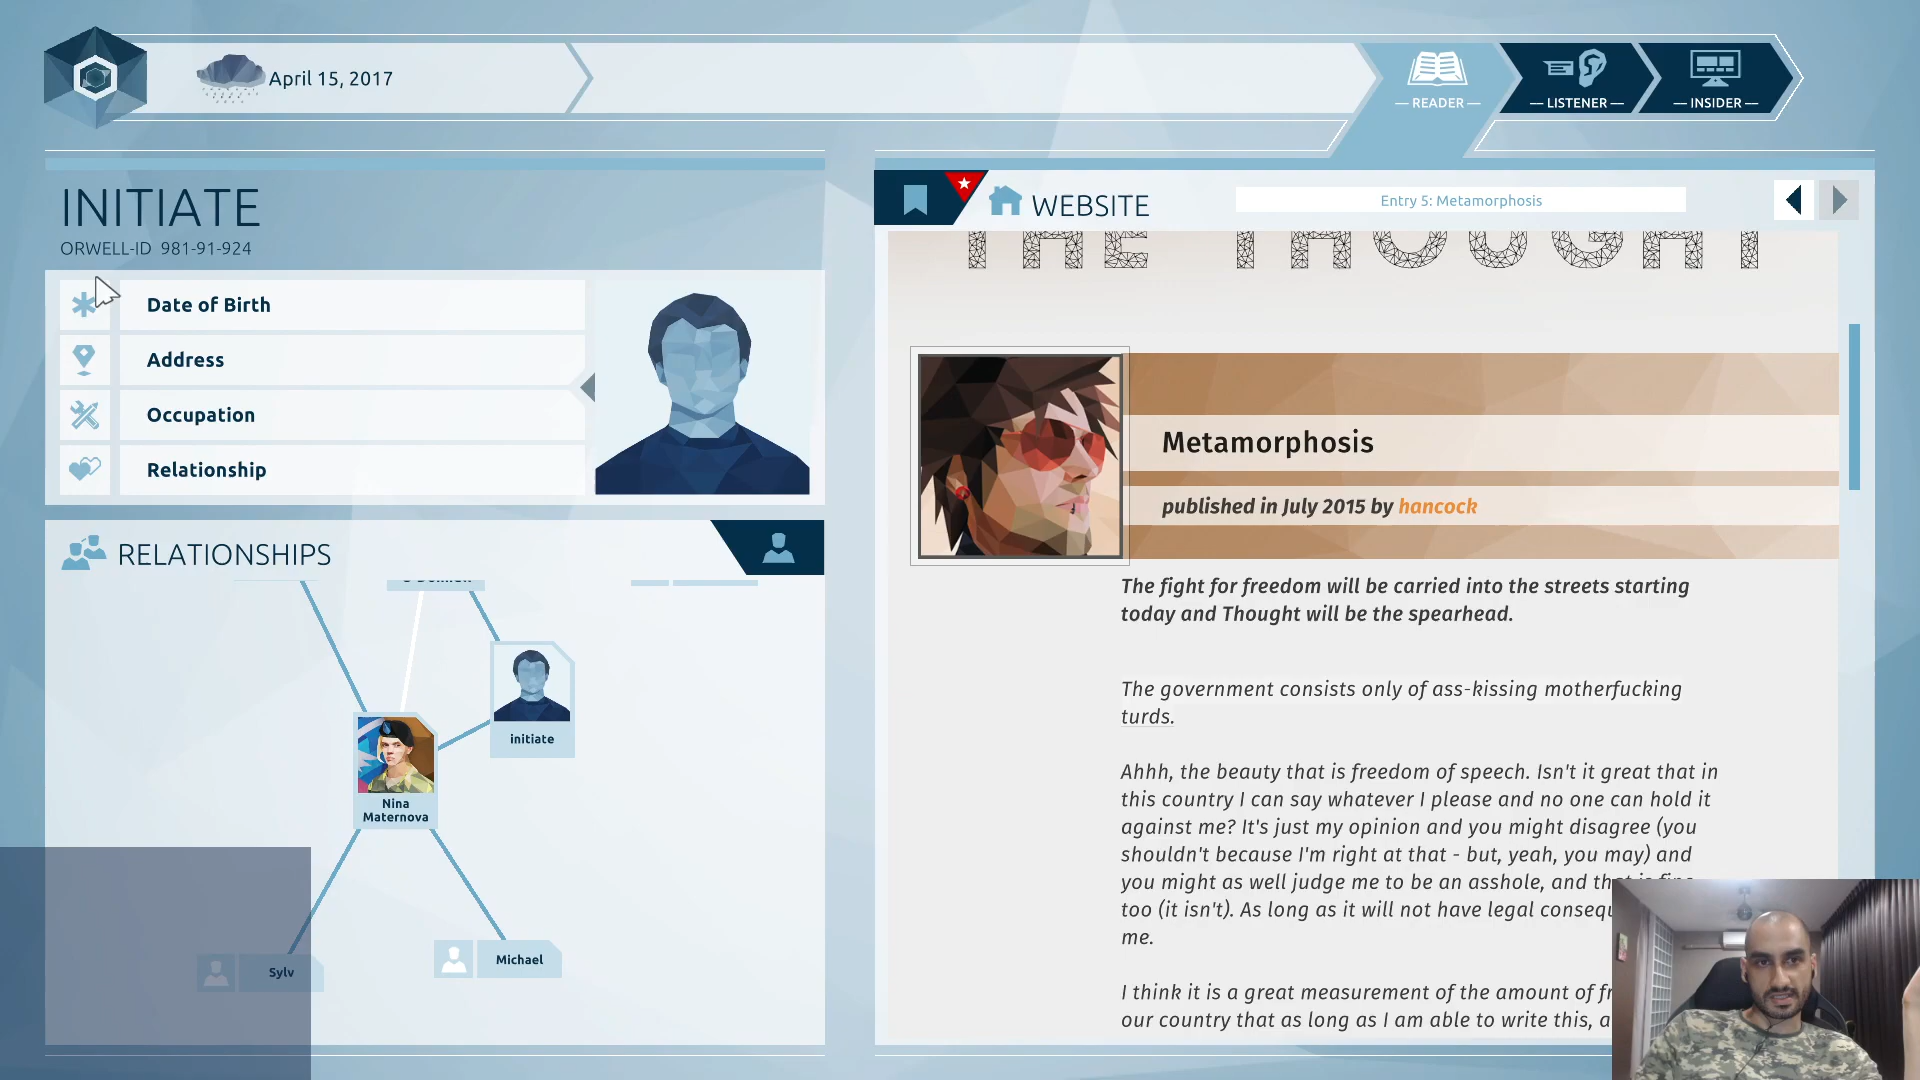 April 15, 2017
READER
LISTENER
INSIDER
INITIATE
ORWELL-ID 981-91-924
Date of Birth
Address
Occupation
Relationship
RELATIONSHIPS
initiate
Nina
Maternova
Sylv
Michael
WEBSITE
Entry 5: Metamorphosis
THE THOUGHT
Metamorphosis
published in July 2015 by hancock
The fight for freedom will be carried into the streets starting
today and Thought will be the spearhead.
The government consists only of ass-kissing motherfucking
turds.
Ahhh, the beauty that is freedom of speech. Isn't it great that in
this country I can say whatever I please and no one can hold it
against me? It's just my opinion and you might disagree (you
shouldn't because I'm right at that - but, yeah, you may) and
you might as well judge me to be an asshole, and that is fine
too (it isn't). As long as it will not have legal consequ
me.
I think it is a great measurement of the amount of fr
our country that as long as I am able to write this, a